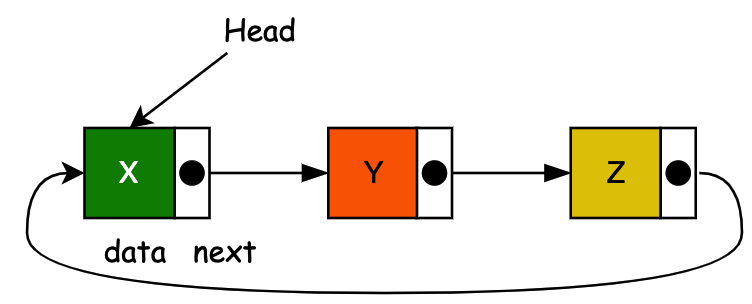 Head
X Y Z
data next